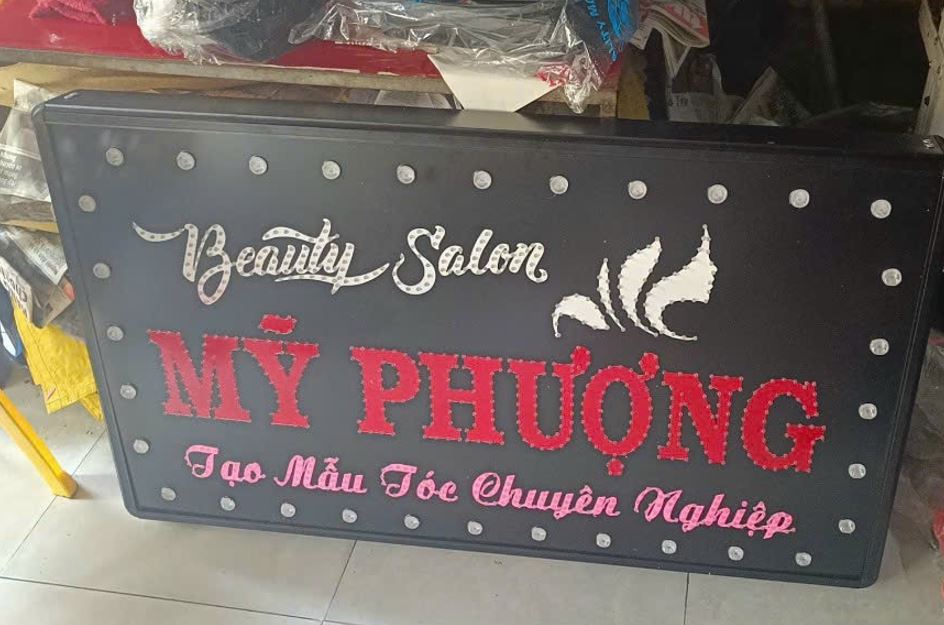 Beauty Salon
MỸ PHƯỢNG
Tạo Mẫu Tóc Chuyên Nghiệp